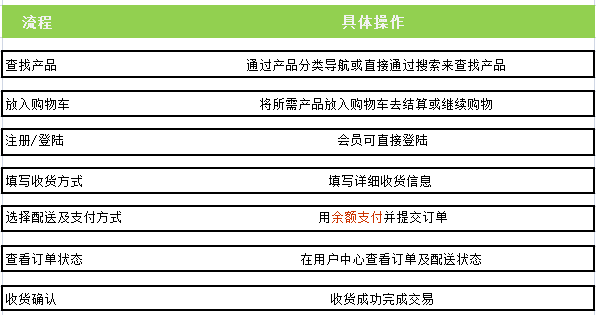 流程 具体操作
查找产品 通过产品分类导航或直接通过搜索来查找产品
放入购物车 将所需产品放入购物车去结算或继续购物
注册/登陆 会员可直接登陆
填写收货方式 填写详细收货信息
选择配送及支付方式 用余额支付并提交订单
查看订单状态 在用户中心查看订单及配送状态
收货确认 收货成功完成交易